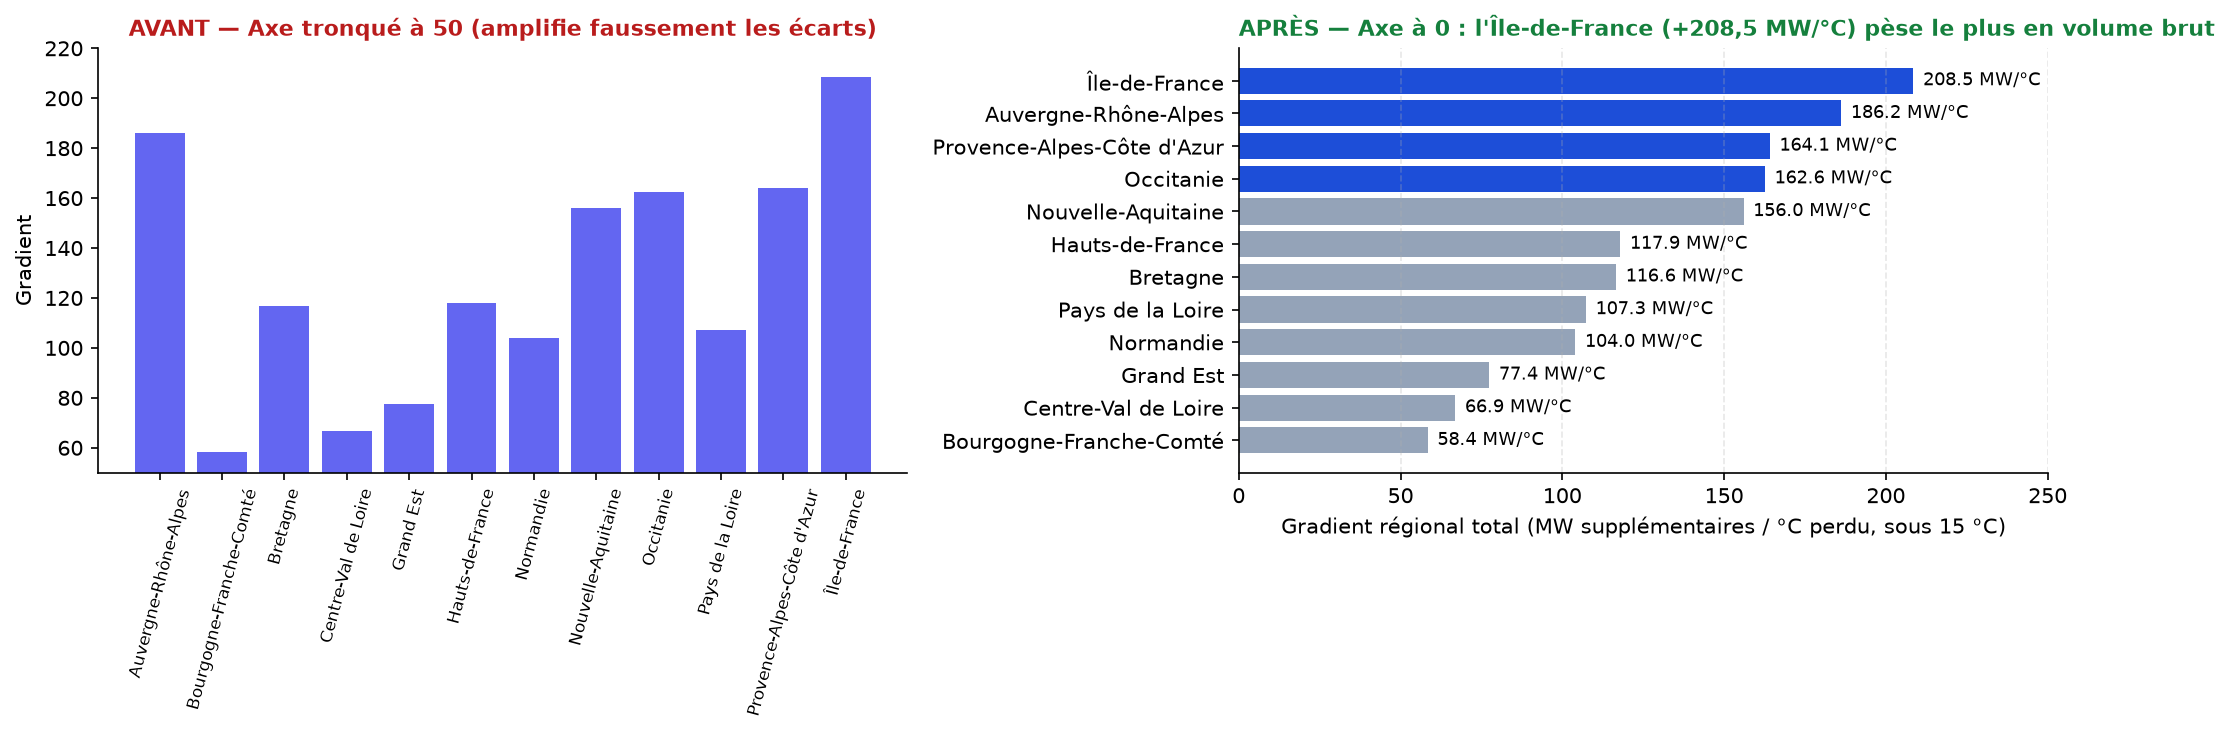 AVANT — Axe tronqué à 50 (amplifie faussement les écarts)
Gradient
220
200
180
160
140
120
100
80
60
Auvergne-Rhône-Alpes
Bourgogne-Franche-Comté
Bretagne
Centre-Val de Loire
Grand Est
Hauts-de-France
Normandie
Nouvelle-Aquitaine
Occitanie
Pays de la Loire
Provence-Alpes-Côte d'Azur
Île-de-France
APRÈS — Axe à 0 : l'Île-de-France (+208,5 MW/°C) pèse le plus en volume brut
Île-de-France 208.5 MW/°C
Auvergne-Rhône-Alpes 186.2 MW/°C
Provence-Alpes-Côte d'Azur 164.1 MW/°C
Occitanie 162.6 MW/°C
Nouvelle-Aquitaine 156.0 MW/°C
Hauts-de-France 117.9 MW/°C
Bretagne 116.6 MW/°C
Pays de la Loire 107.3 MW/°C
Normandie 104.0 MW/°C
Grand Est 77.4 MW/°C
Centre-Val de Loire 66.9 MW/°C
Bourgogne-Franche-Comté 58.4 MW/°C
0 50 100 150 200 250
Gradient régional total (MW supplémentaires / °C perdu, sous 15 °C)